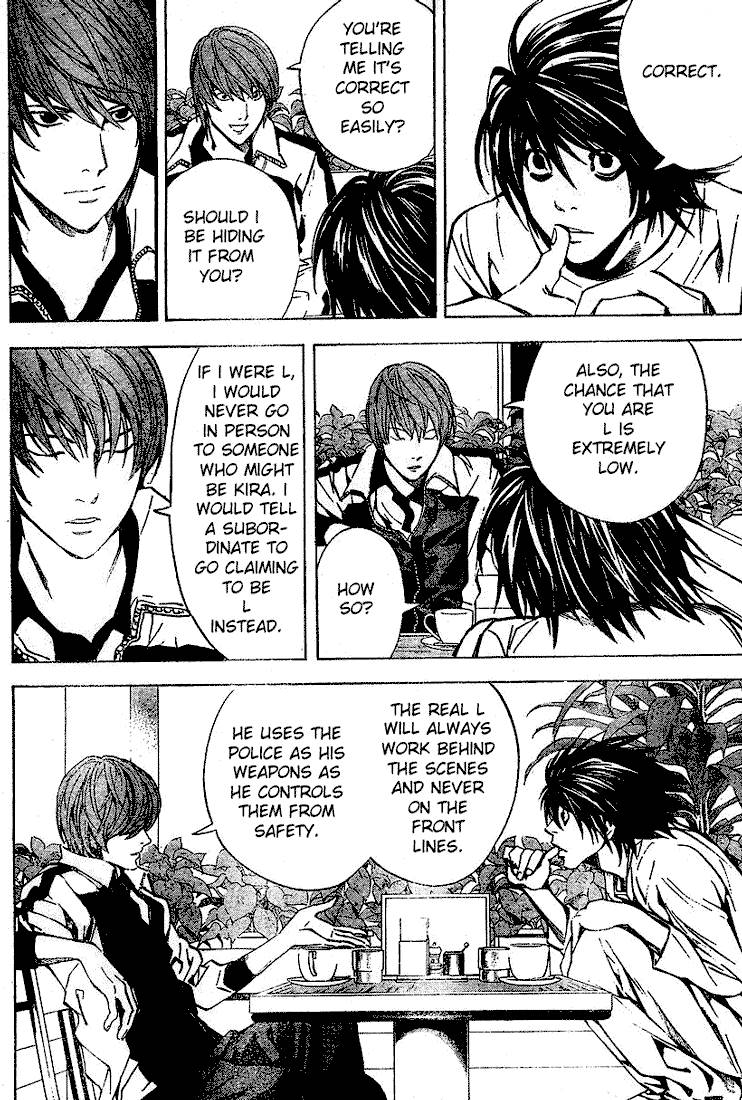 CORRECT.
YOU'RE
TELLING
ME IT'S
CORRECT
SO
EASILY?
SHOULD I
BE HIDING
IT FROM
YOU?
ALSO, THE
CHANCE THAT
YOU ARE
L IS
EXTREMELY
LOW.
HOW
SO?
IF I WERE L,
I WOULD
NEVER GO
IN PERSON
TO SOMEONE
WHO MIGHT
BE KIRA. I
WOULD TELL
A SUBOR-
DINATE TO
GO CLAIMING
TO BE
L
INSTEAD.
THE REAL L
WILL ALWAYS
WORK BEHIND
THE SCENES
AND NEVER
ON THE
FRONT
LINES.
HE USES THE
POLICE AS HIS
WEAPONS AS
HE CONTROLS
THEM FROM
SAFETY.